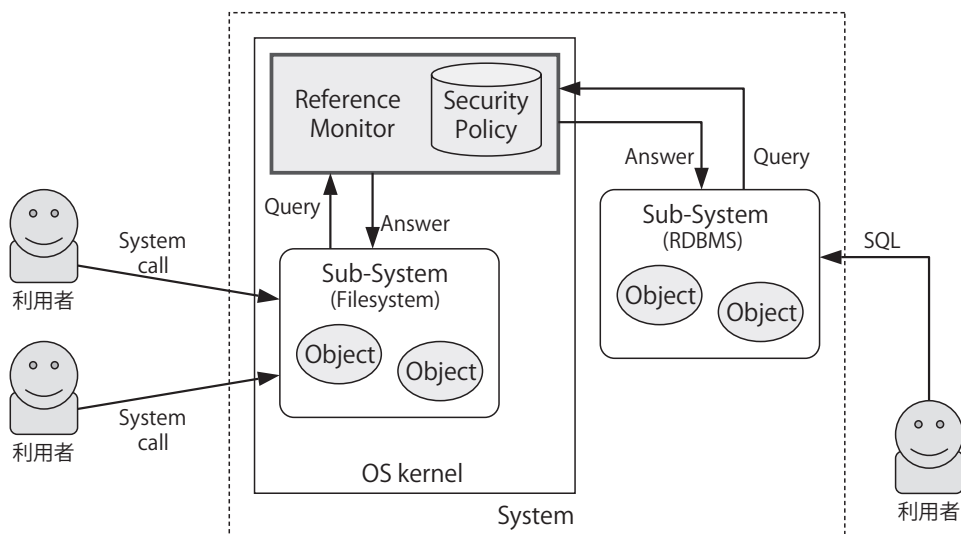 Reference
Monitor
Security
Policy
Query
Answer
Answer
Query
System
call
利用者
Sub-System
(Filesystem)
Object
Object
Sub-System
(RDBMS)
Object
Object
SQL
System
call
利用者
OS kernel
System
利用者